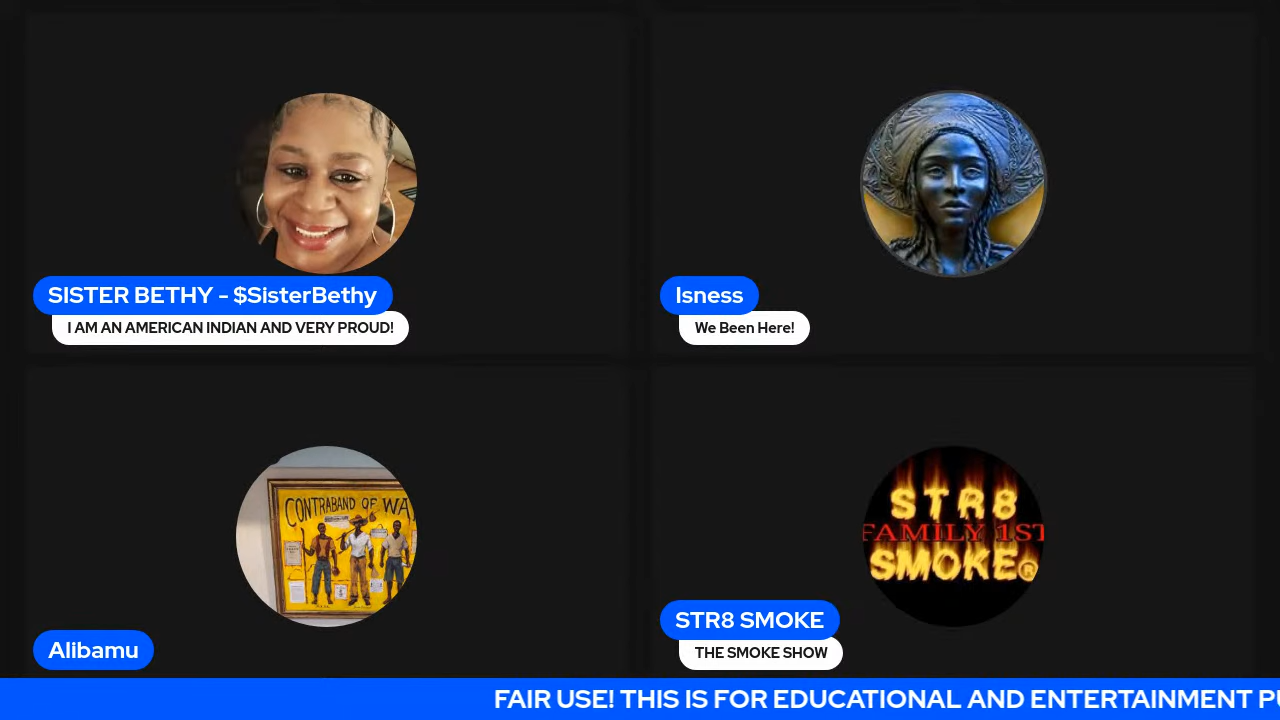 SISTER BETHY - $SisterBethy
I AM AN AMERICAN INDIAN AND VERY PROUD!
Isness
We Been Here!
CONTRABAND OF WA
Alibamu
STR8
FAMILY 1ST
SMOKE®
STR8 SMOKE
THE SMOKE SHOW
FAIR USE! THIS IS FOR EDUCATIONAL AND ENTERTAINMENT P